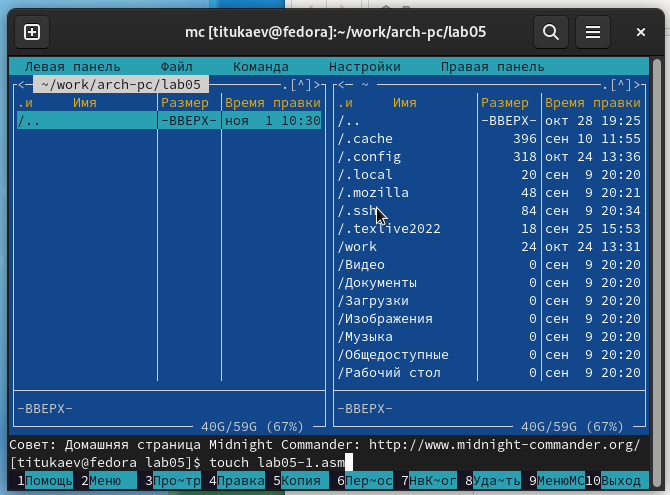 mc [titukaev@fedora]:~/work/arch-pc/lab05
Левая панель Файл Команда Настройки Правая панель
<─ ~/work/arch-pc/lab05 .[^]>
.и Имя Размер Время правки
/.. -ВВЕРХ- ноя 1 10:30
-ВВЕРХ-
40G/59G (67%)
<─ ~ .[^]>
.и Имя Размер Время правки
/.. -ВВЕРХ- окт 28 19:25
/.cache 396 сен 10 11:55
/.config 318 окт 24 13:36
/.local 20 сен 9 20:20
/.mozilla 48 сен 9 20:21
/.ssh 84 сен 9 20:34
/.texlive2022 18 сен 25 15:53
/work 24 окт 24 13:31
/Видео 0 сен 9 20:20
/Документы 0 сен 9 20:20
/Загрузки 0 сен 9 20:20
/Изображения 0 сен 9 20:20
/Музыка 0 сен 9 20:20
/Общедоступные 0 сен 9 20:20
/Рабочий стол 0 сен 9 20:20
-ВВЕРХ-
40G/59G (67%)
Совет: Домашняя страница Midnight Commander: http://www.midnight-commander.org/
[titukaev@fedora lab05]$ touch lab05-1.asm
1Помощь 2Меню 3Про~тр 4Правка 5Копия 6Пер~ос 7НвК~ог 8Уда~ть 9МенюМС 10Выход